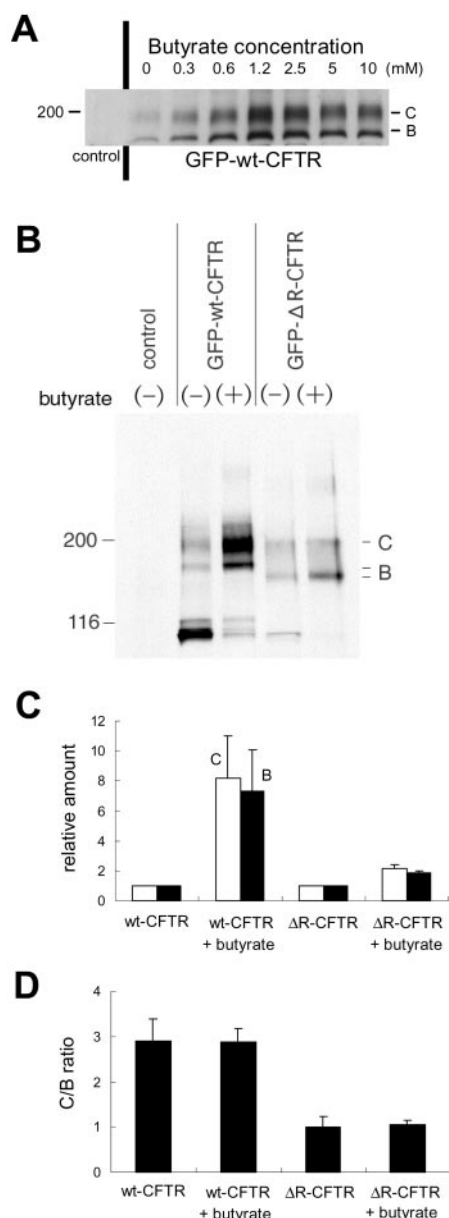 A
Butyrate concentration
0 0.3 0.6 1.2 2.5 5 10 (mM)
200
C
B
control
GFP-wt-CFTR
B
control
GFP-wt-CFTR
GFP-ΔR-CFTR
butyrate (−) (−) (+) (−) (+)
200
C
B
116
C
relative amount
12
10
8
6
4
2
0
C
B
wt-CFTR
wt-CFTR + butyrate
ΔR-CFTR
ΔR-CFTR + butyrate
D
C/B ratio
4
3
2
1
0
wt-CFTR
wt-CFTR + butyrate
ΔR-CFTR
ΔR-CFTR + butyrate